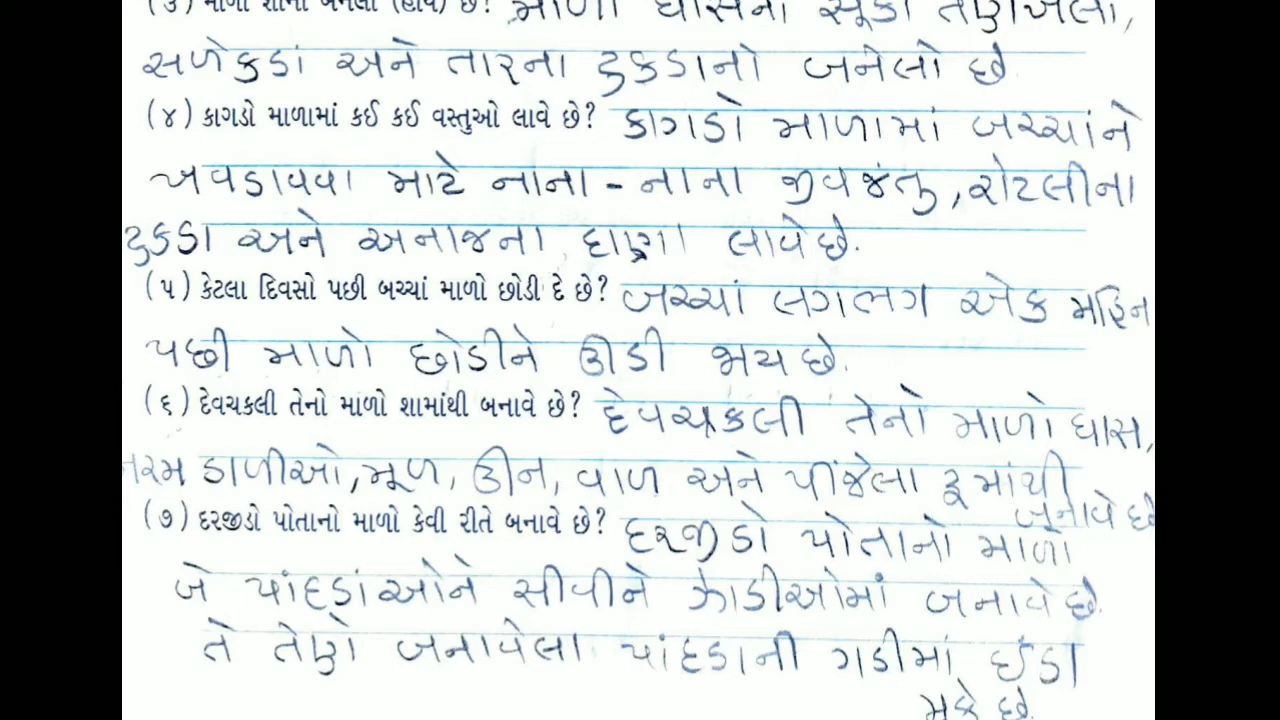 (૩) માળો શાનો બનેલો (હોય) છે? માળો ઘાસના સૂકા તણખલા,
સળેકડાં અને તારના ટુકડાનો બનેલો છે
(૪) કાગડો માળામાં કઈ કઈ વસ્તુઓ લાવે છે? કાગડો માળામાં બચ્ચાંને
ખવડાવવા માટે નાના-નાના જીવજંતુ, રોટલીના
ટુકડા અને અનાજના દાણા લાવે છે.
(૫) કેટલા દિવસો પછી બચ્ચાં માળો છોડી દે છે? બચ્ચાં લગભગ એક મહિન
પછી માળો છોડીને ઊડી જાય છે.
(૬) દેવચકલી તેનો માળો શામાંથી બનાવે છે? દેવચકલી તેનો માળો ઘાસ,
નરમ ડાળીઓ, મૂળ, ઊન, વાળ અને પીંજેલા રૂમાંથી
બનાવે છે
(૭) દરજીડો પોતાનો માળો કેવી રીતે બનાવે છે? દરજીડો પોતાનો માળો
બે પાંદડાંઓને સીવીને ઝાડીઓમાં બનાવે છે.
તે તેણે બનાવેલા પાંદડાની ગડીમાં ઈંડા
મૂકે છે.